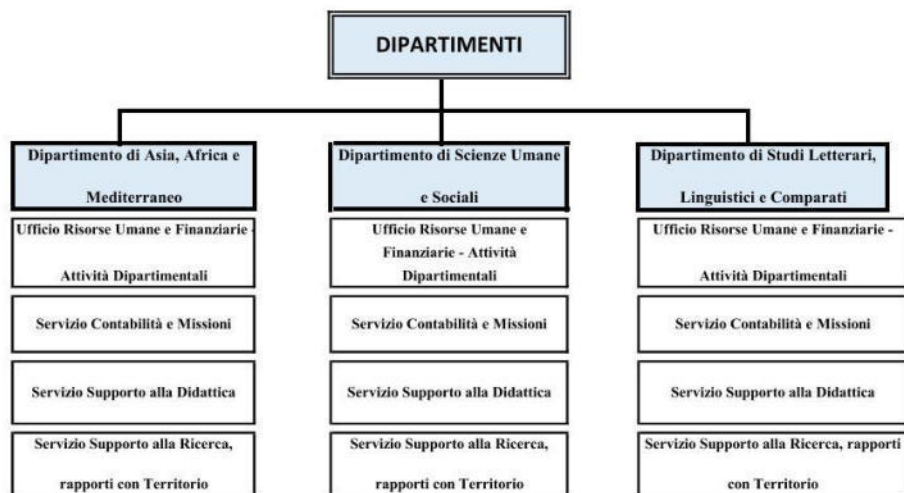 DIPARTIMENTI
Dipartimento di Asia, Africa e
Mediterraneo
Ufficio Risorse Umane e Finanziarie -
Attività Dipartimentali
Servizio Contabilità e Missioni
Servizio Supporto alla Didattica
Servizio Supporto alla Ricerca,
rapporti con Territorio
Dipartimento di Scienze Umane
e Sociali
Ufficio Risorse Umane e
Finanziarie - Attività
Dipartimentali
Servizio Contabilità e Missioni
Servizio Supporto alla Didattica
Servizio Supporto alla Ricerca,
rapporti con Territorio
Dipartimento di Studi Letterari,
Linguistici e Comparati
Ufficio Risorse Umane e Finanziarie -
Attività Dipartimentali
Servizio Contabilità e Missioni
Servizio Supporto alla Didattica
Servizio Supporto alla Ricerca, rapporti
con Territorio